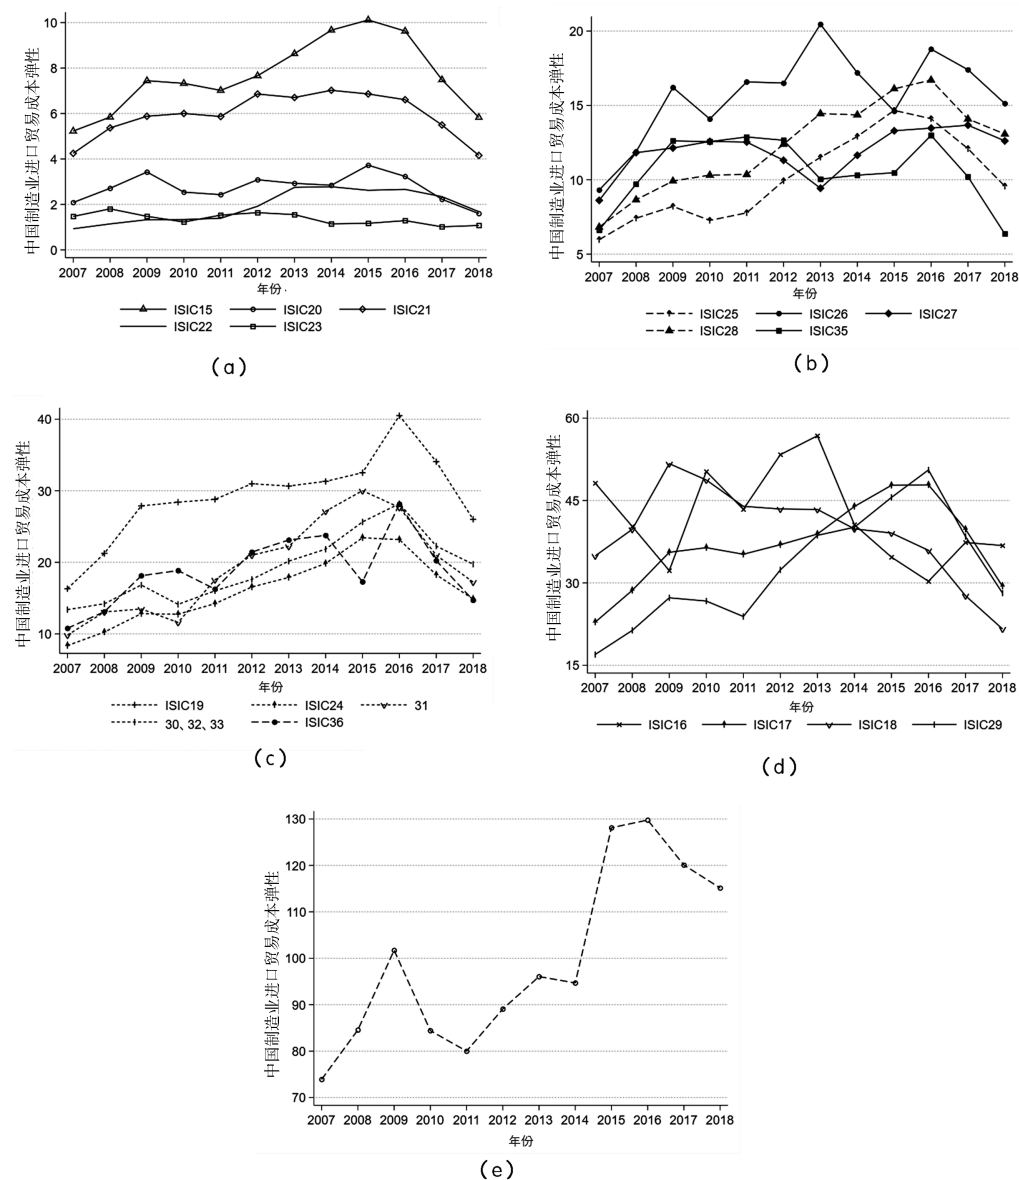 中国制造业进口贸易成本弹性
10
8
6
4
2
0
2007 2008 2009 2010 2011 2012 2013 2014 2015 2016 2017 2018
年份
ISIC15 ISIC20 ISIC21
ISIC22 ISIC23
(a)
中国制造业进口贸易成本弹性
20
15
10
5
2007 2008 2009 2010 2011 2012 2013 2014 2015 2016 2017 2018
年份
ISIC25 ISIC26 ISIC27
ISIC28 ISIC35
(b)
中国制造业进口贸易成本弹性
40
30
20
10
2007 2008 2009 2010 2011 2012 2013 2014 2015 2016 2017 2018
年份
ISIC19 ISIC24 31
30、32、33 ISIC36
(c)
中国制造业进口贸易成本弹性
60
45
30
15
2007 2008 2009 2010 2011 2012 2013 2014 2015 2016 2017 2018
年份
ISIC16 ISIC17 ISIC18 ISIC29
(d)
中国制造业进口贸易成本弹性
130
120
110
100
90
80
70
2007 2008 2009 2010 2011 2012 2013 2014 2015 2016 2017 2018
年份
(e)